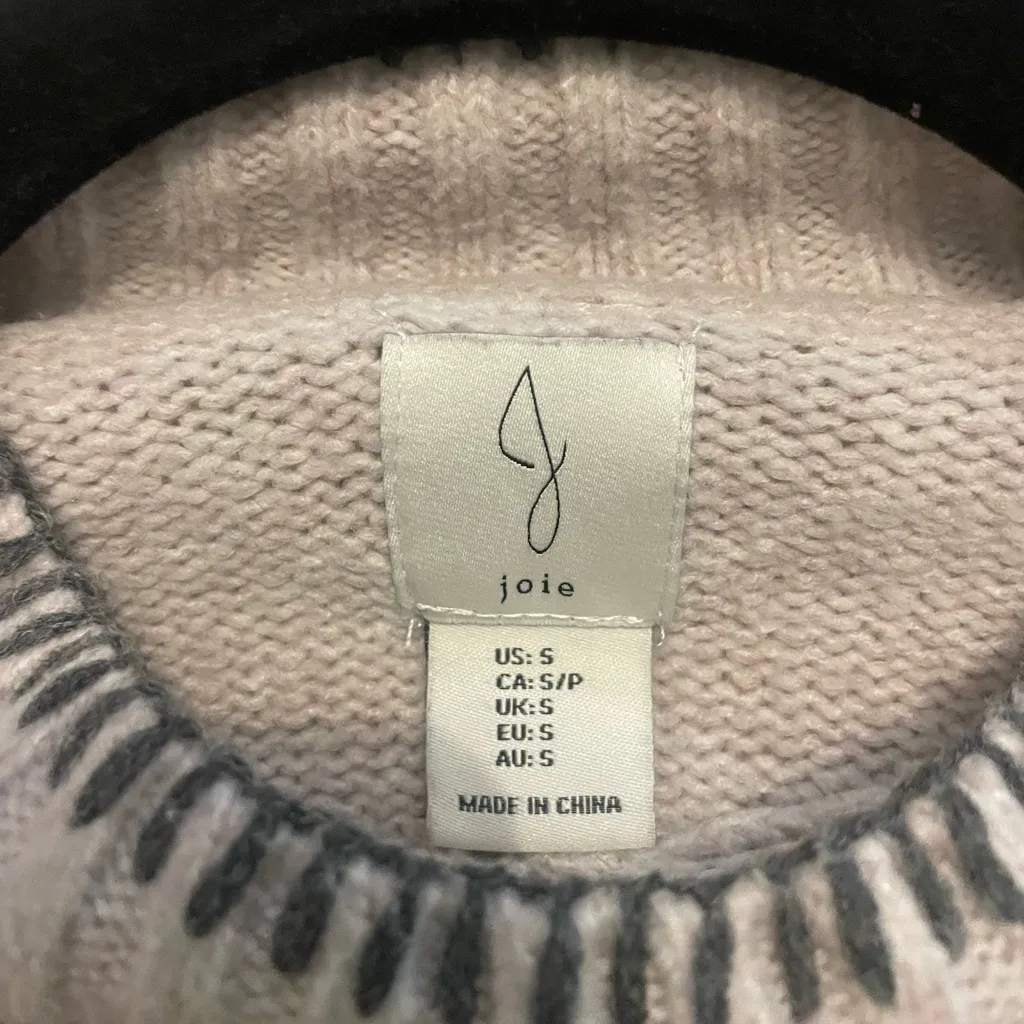 joie
US: S
CA: S/P
UK: S
EU: S
AU: S
MADE IN CHINA